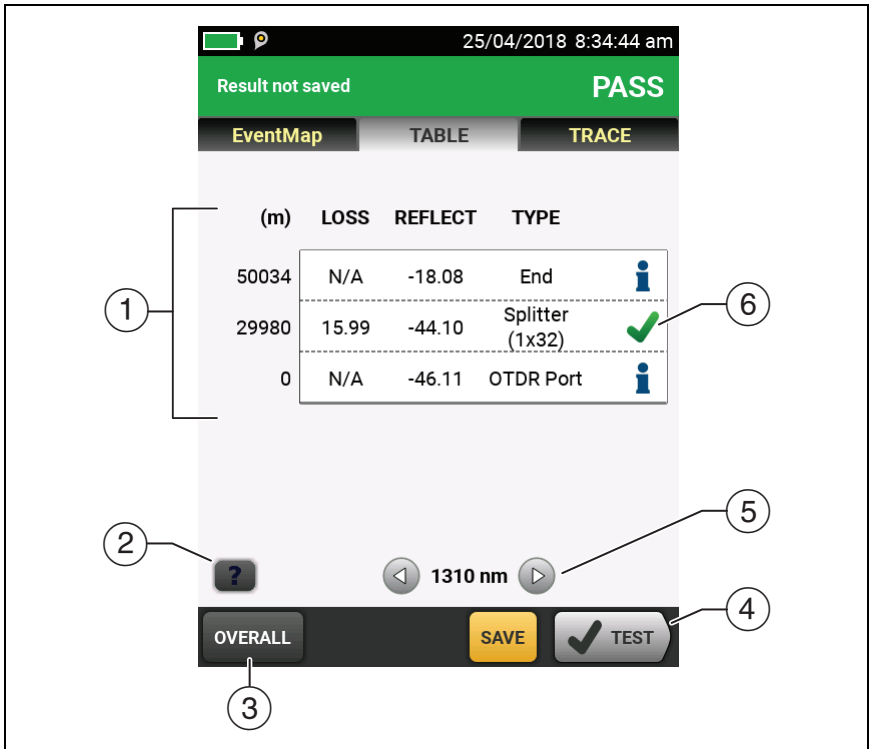 25/04/2018 8:34:44 am
Result not saved PASS
EventMap TABLE TRACE
(m) LOSS REFLECT TYPE
50034 N/A -18.08 End
29980 15.99 -44.10 Splitter
(1x32)
0 N/A -46.11 OTDR Port
1
6
2
?
1310 nm
5
OVERALL SAVE TEST
4
3